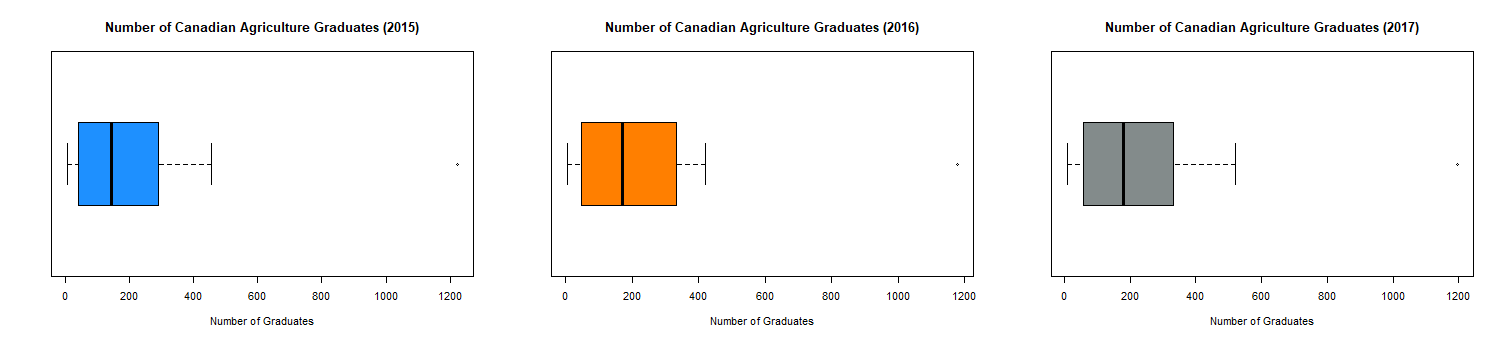 Number of Canadian Agriculture Graduates (2015)
0 200 400 600 800 1000 1200
Number of Graduates
Number of Canadian Agriculture Graduates (2016)
0 200 400 600 800 1000 1200
Number of Graduates
Number of Canadian Agriculture Graduates (2017)
0 200 400 600 800 1000 1200
Number of Graduates